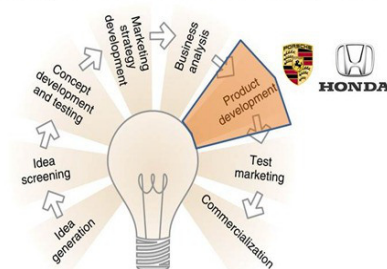 Idea
generation
Idea
screening
Concept
development
and testing
Marketing
strategy
development
Business
analysis
Product
development
Test
marketing
Commercialization
PORSCHE
HONDA